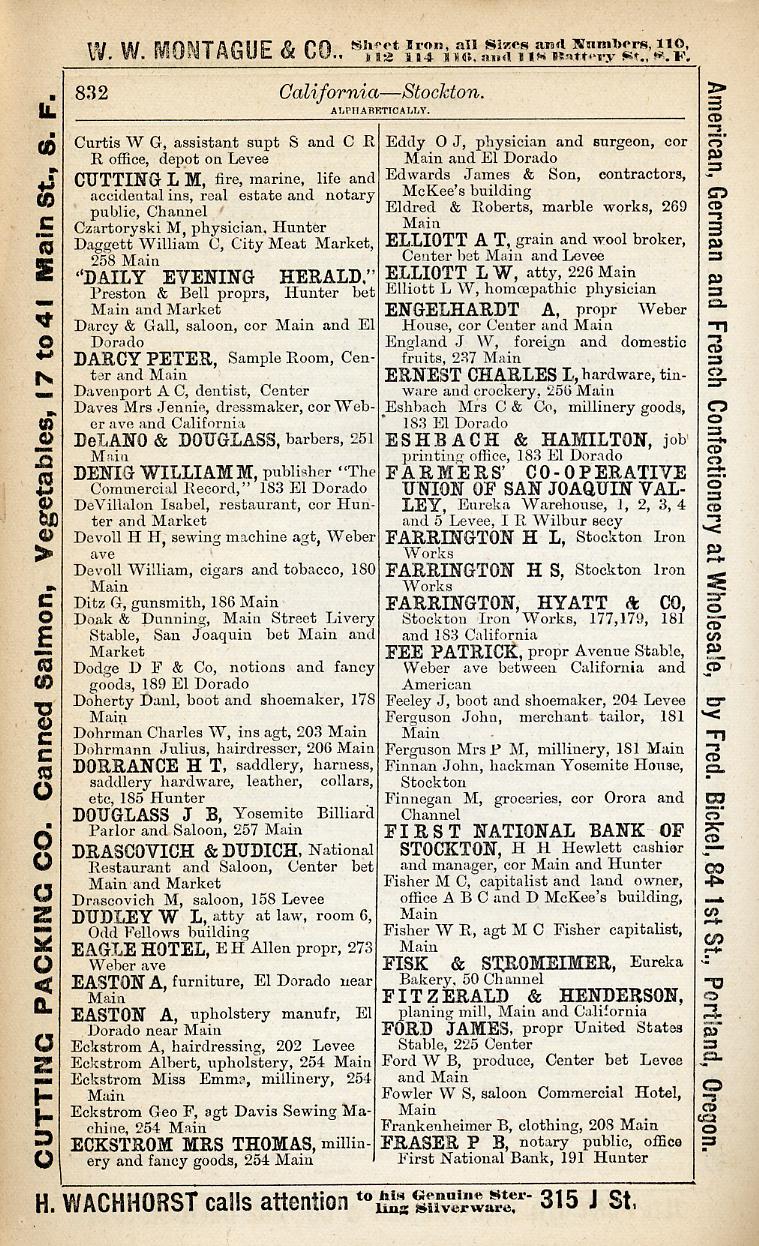 W. W. MONTAGUE & CO., Sheet Iron, all Sizes and Numbers, 110,
112 114 116, and 118 Battery St., S. F.
832
California—Stockton.
ALPHABETICALLY.
Curtis W G, assistant supt S and C R
R office, depot on Levee
CUTTING L M, fire, marine, life and
accidental ins, real estate and notary
public, Channel
Czartoryski M, physician, Hunter
Daggett William C, City Meat Market,
258 Main
"DAILY EVENING HERALD,"
Preston & Bell proprs, Hunter bet
Main and Market
Darcy & Gall, saloon, cor Main and El
Dorado
DARCY PETER, Sample Room, Cen-
ter and Main
Davenport A C, dentist, Center
Daves Mrs Jennie, dressmaker, cor Web-
er ave and California
DeLANO & DOUGLASS, barbers, 251
Main
DENIG WILLIAM M, publisher "The
Commercial Record," 183 El Dorado
DeVillalon Isabel, restaurant, cor Hun-
ter and Market
Devoll H H, sewing machine agt, Weber
ave
Devoll William, cigars and tobacco, 180
Main
Ditz G, gunsmith, 186 Main
Doak & Dunning, Main Street Livery
Stable, San Joaquin bet Main and
Market
Dodge D F & Co, notions and fancy
goods, 189 El Dorado
Doherty Danl, boot and shoemaker, 178
Main
Dohrman Charles W, ins agt, 203 Main
Dohrmann Julius, hairdresser, 206 Main
DORRANCE H T, saddlery, harness,
saddlery hardware, leather, collars,
etc, 185 Hunter
DOUGLASS J B, Yosemite Billiard
Parlor and Saloon, 257 Main
DRASCOVICH & DUDICH, National
Restaurant and Saloon, Center bet
Main and Market
Drascovich M, saloon, 158 Levee
DUDLEY W L, atty at law, room 6,
Odd Fellows building
EAGLE HOTEL, E H Allen propr, 273
Weber ave
EASTON A, furniture, El Dorado near
Main
EASTON A, upholstery manufr, El
Dorado near Main
Eckstrom A, hairdressing, 202 Levee
Eckstrom Albert, upholstery, 254 Main
Eckstrom Miss Emma, millinery, 254
Main
Eckstrom Geo F, agt Davis Sewing Ma-
chine, 254 Main
ECKSTROM MRS THOMAS, millin-
ery and fancy goods, 254 Main
Eddy O J, physician and surgeon, cor
Main and El Dorado
Edwards James & Son, contractors,
McKee's building
Eldred & Roberts, marble works, 269
Main
ELLIOTT A T, grain and wool broker,
Center bet Main and Levee
ELLIOTT L W, atty, 226 Main
Elliott L W, homœopathic physician
ENGELHARDT A, propr Weber
House, cor Center and Main
England J W, foreign and domestic
fruits, 237 Main
ERNEST CHARLES L, hardware, tin-
ware and crockery, 256 Main
Eshbach Mrs C & Co, millinery goods,
183 El Dorado
ESHBACH & HAMILTON, job
printing office, 183 El Dorado
FARMERS' CO-OPERATIVE
UNION OF SAN JOAQUIN VAL-
LEY, Eureka Warehouse, 1, 2, 3, 4
and 5 Levee, I R Wilbur secy
FARRINGTON H L, Stockton Iron
Works
FARRINGTON H S, Stockton Iron
Works
FARRINGTON, HYATT & CO,
Stockton Iron Works, 177,179, 181
and 183 California
FEE PATRICK, propr Avenue Stable,
Weber ave between California and
American
Feeley J, boot and shoemaker, 204 Levee
Ferguson John, merchant tailor, 181
Main
Ferguson Mrs P M, millinery, 181 Main
Finnan John, hackman Yosemite House,
Stockton
Finnegan M, groceries, cor Orora and
Channel
FIRST NATIONAL BANK OF
STOCKTON, H H Hewlett cashier
and manager, cor Main and Hunter
Fisher M C, capitalist and land owner,
office A B C and D McKee's building,
Main
Fisher W R, agt M C Fisher capitalist,
Main
FISK & STROMEIMER, Eureka
Bakery, 50 Channel
FITZERALD & HENDERSON,
planing mill, Main and California
FORD JAMES, propr United States
Stable, 225 Center
Ford W B, produce, Center bet Levee
and Main
Fowler W S, saloon Commercial Hotel,
Main
Frankenheimer B, clothing, 208 Main
FRASER P B, notary public, office
First National Bank, 191 Hunter
CUTTING PACKING CO. Canned Salmon, Vegetables, 17 to 41 Main St., S. F.
American, German and French Confectionery at Wholesale, by Fred. Bickel, 84 1st St., Portland, Oregon.
H. WACHHORST calls attention to his Genuine Ster-
ling Silverware, 315 J St,